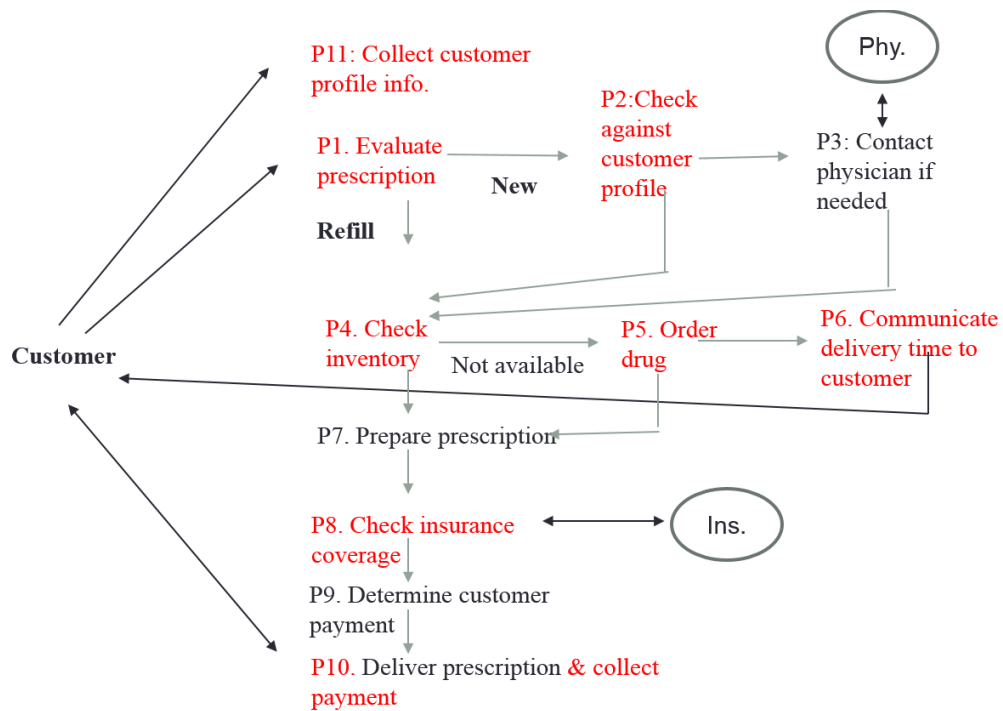 P11: Collect customer
profile info.
Phy.
P2:Check
against
customer
profile
P1. Evaluate
prescription
New
P3: Contact
physician if
needed
Refill
Customer
P4. Check
inventory
Not available
P5. Order
drug
P6. Communicate
delivery time to
customer
P7. Prepare prescription
P8. Check insurance
coverage
Ins.
P9. Determine customer
payment
P10. Deliver prescription & collect
payment